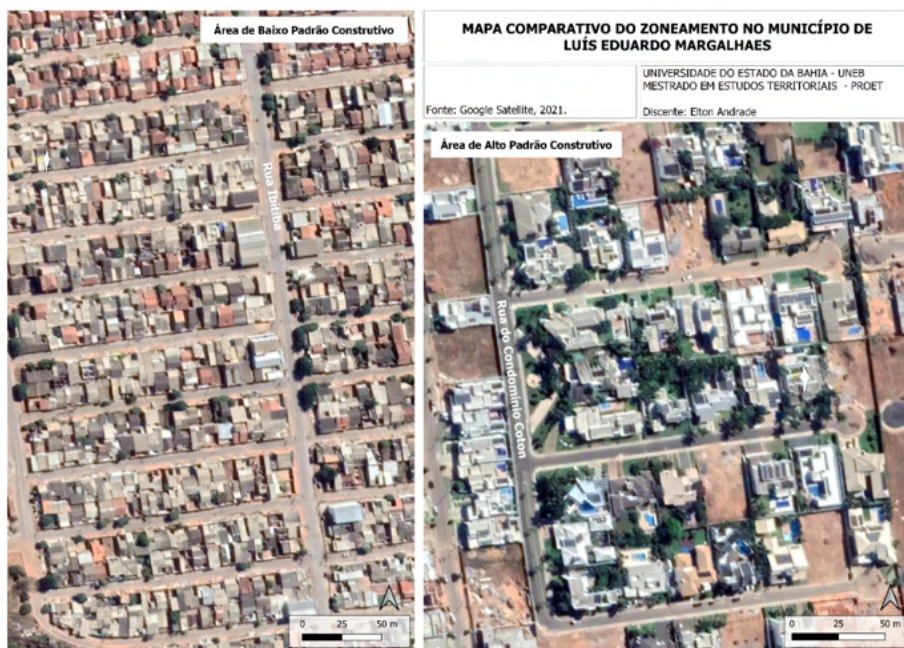 Área de Baixo Padrão Construtivo
Rua Ibitiba
0 25 50 m
MAPA COMPARATIVO DO ZONEAMENTO NO MUNICÍPIO DE
LUÍS EDUARDO MARGALHAES
Fonte: Google Satellite, 2021.
UNIVERSIDADE DO ESTADO DA BAHIA - UNEB
MESTRADO EM ESTUDOS TERRITORIAIS - PROET
Discente: Elton Andrade
Área de Alto Padrão Construtivo
Rua do Condomínio Coton
0 25 50 m